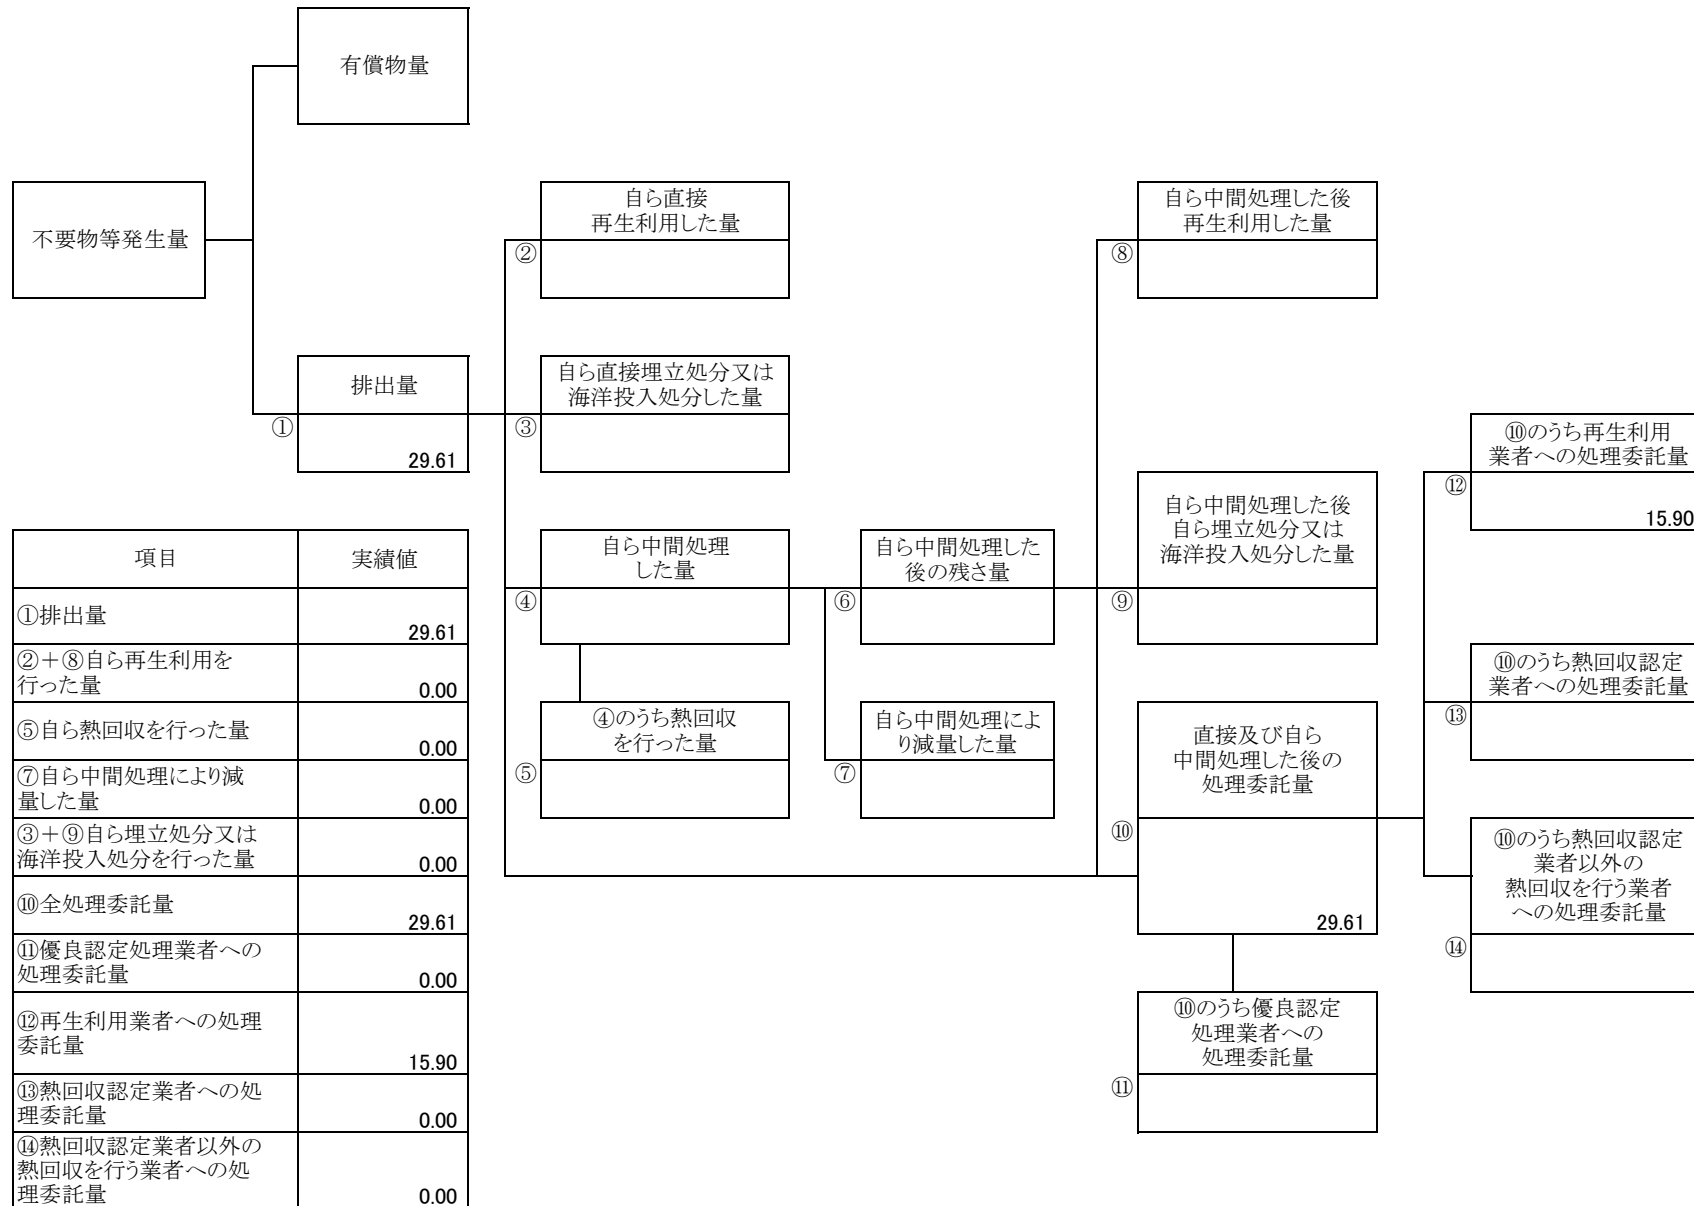 有償物量
不要物等発生量
自ら直接
再生利用した量
②
自ら中間処理した後
再生利用した量
⑧
排出量
①
29.61
自ら直接埋立処分又は
海洋投入処分した量
③
⑩のうち再生利用
業者への処理委託量
⑫
15.90
自ら中間処理した後
自ら埋立処分又は
海洋投入処分した量
⑨
自ら中間処理
した量
④
自ら中間処理した
後の残さ量
⑥
⑩のうち熱回収認定
業者への処理委託量
⑬
④のうち熱回収
を行った量
⑤
自ら中間処理によ
り減量した量
⑦
直接及び自ら
中間処理した後の
処理委託量
⑩
29.61
⑩のうち熱回収認定
業者以外の
熱回収を行う業者
への処理委託量
⑭
⑩のうち優良認定
処理業者への
処理委託量
⑪
項目
実績値
①排出量
29.61
②+⑧自ら再生利用を
行った量
0.00
⑤自ら熱回収を行った量
0.00
⑦自ら中間処理により減
量した量
0.00
③+⑨自ら埋立処分又は
海洋投入処分を行った量
0.00
⑩全処理委託量
29.61
⑪優良認定処理業者への
処理委託量
0.00
⑫再生利用業者への処理
委託量
15.90
⑬熱回収認定業者への処
理委託量
0.00
⑭熱回収認定業者以外の
熱回収を行う業者への処
理委託量
0.00